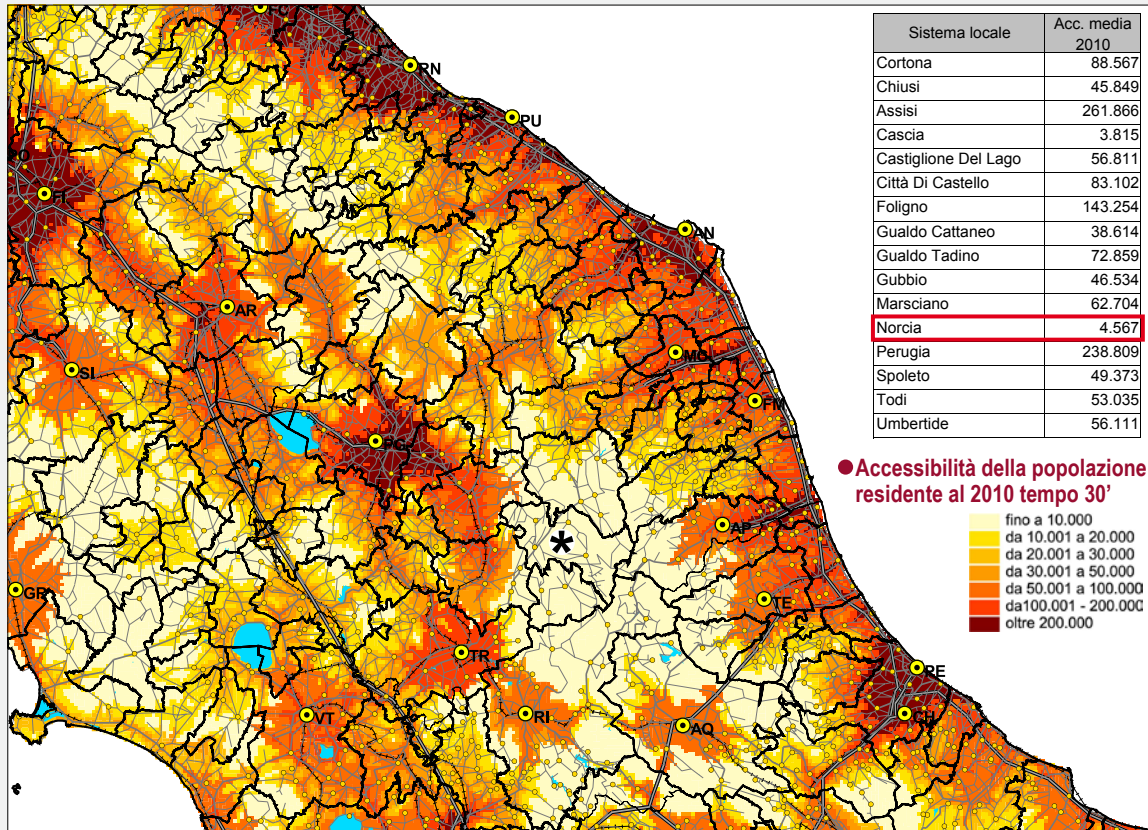 Sistema locale Acc. media 2010
Cortona 88.567
Chiusi 45.849
Assisi 261.866
Cascia 3.815
Castiglione Del Lago 56.811
Città Di Castello 83.102
Foligno 143.254
Gualdo Cattaneo 38.614
Gualdo Tadino 72.859
Gubbio 46.534
Marsciano 62.704
Norcia 4.567
Perugia 238.809
Spoleto 49.373
Todi 53.035
Umbertide 56.111
●Accessibilità della popolazione
residente al 2010 tempo 30’
fino a 10.000
da 10.001 a 20.000
da 20.001 a 30.000
da 30.001 a 50.000
da 50.001 a 100.000
da100.001 - 200.000
oltre 200.000
RN
PU
FI
AN
AR
MC
SI
FM
PG
AP
*
GR
TE
TR
PE
VT
RI
AQ
CH